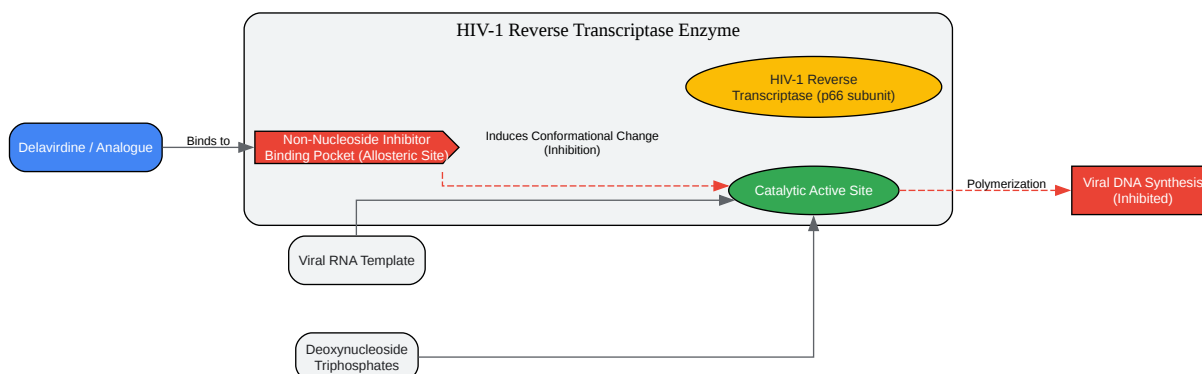 HIV-1 Reverse Transcriptase Enzyme
HIV-1 Reverse
Transcriptase (p66 subunit)
Delavirdine / Analogue
Binds to
Non-Nucleoside Inhibitor
Binding Pocket (Allosteric Site)
Induces Conformational Change
(Inhibition)
Catalytic Active Site
Polymerization
Viral DNA Synthesis
(Inhibited)
Viral RNA Template
Deoxynucleoside
Triphosphates